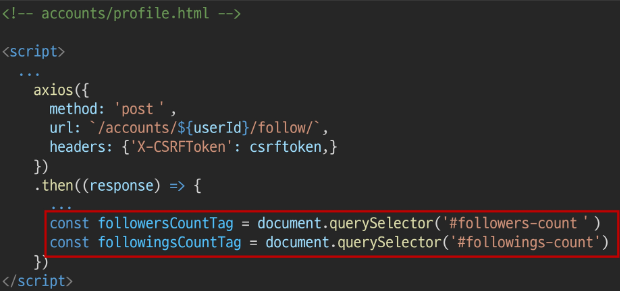 <!-- accounts/profile.html -->
<script>
...
axios({
method: 'post',
url: `/accounts/${userId}/follow/`,
headers: {'X-CSRFToken': csrftoken,}
})
.then((response) => {
...
const followersCountTag = document.querySelector('#followers-count')
const followingsCountTag = document.querySelector('#followings-count')
})
</script>